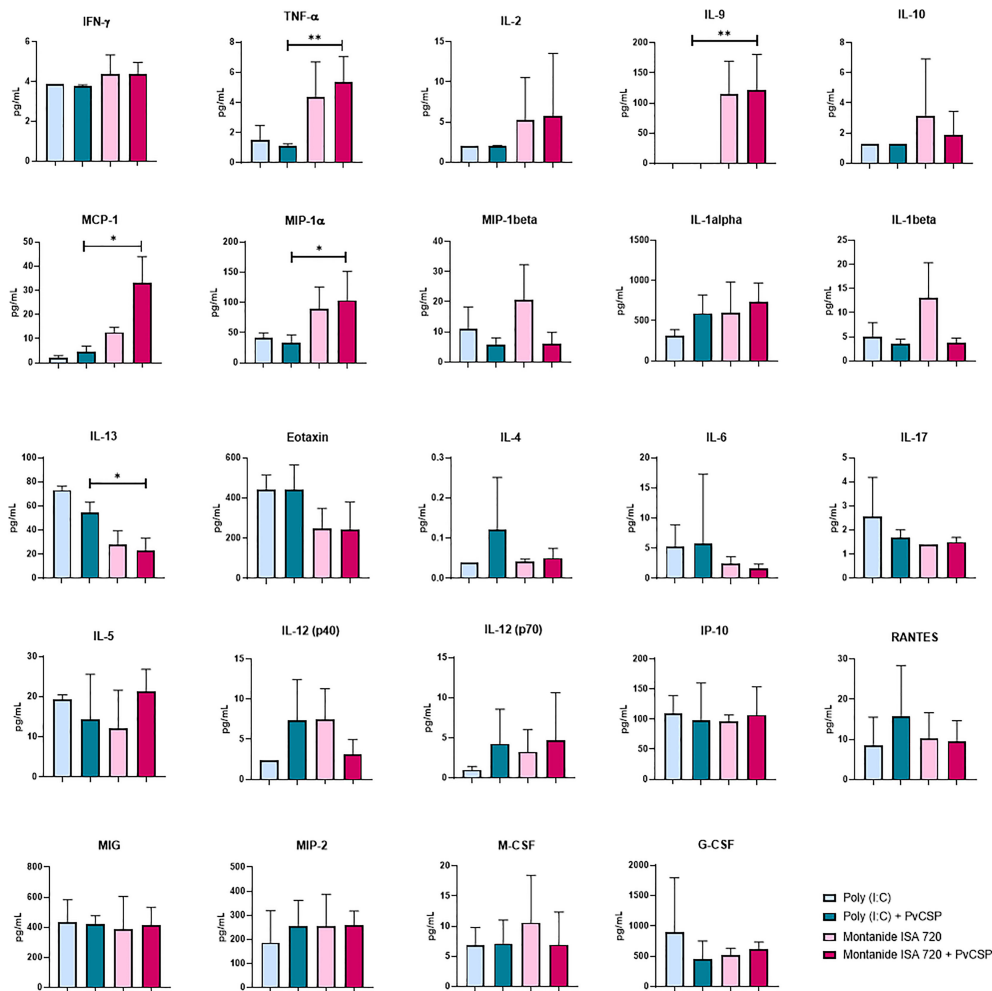 IFN-γ
pg/mL
6
4
2
0
TNF-α
pg/mL
8
6
4
2
0
**
IL-2
pg/mL
15
10
5
0
IL-9
pg/mL
200
150
100
50
0
**
IL-10
pg/mL
8
6
4
2
0
MCP-1
pg/mL
50
40
30
20
10
0
*
MIP-1α
pg/mL
200
150
100
50
0
*
MIP-1beta
pg/mL
40
30
20
10
0
IL-1alpha
pg/mL
1500
1000
500
0
IL-1beta
pg/mL
25
20
15
10
5
0
IL-13
pg/mL
100
80
60
40
20
0
*
Eotaxin
pg/mL
600
400
200
0
IL-4
pg/mL
0.3
0.2
0.1
0.0
IL-6
pg/mL
20
15
10
5
0
IL-17
pg/mL
5
4
3
2
1
0
IL-5
pg/mL
30
20
10
0
IL-12 (p40)
pg/mL
15
10
5
0
IL-12 (p70)
pg/mL
15
10
5
0
IP-10
pg/mL
200
150
100
50
0
RANTES
pg/mL
30
20
10
0
MIG
pg/mL
800
600
400
200
0
MIP-2
pg/mL
500
400
300
200
100
0
M-CSF
pg/mL
20
15
10
5
0
G-CSF
pg/mL
2000
1500
1000
500
0
Poly (I:C)
Poly (I:C) + PvCSP
Montanide ISA 720
Montanide ISA 720 + PvCSP